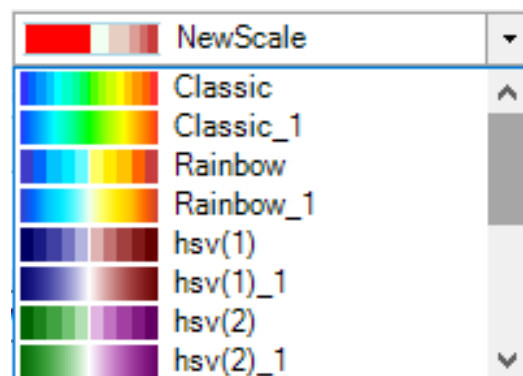 NewScale
Classic
Classic_1
Rainbow
Rainbow_1
hsv(1)
hsv(1)_1
hsv(2)
hsv(2)_1